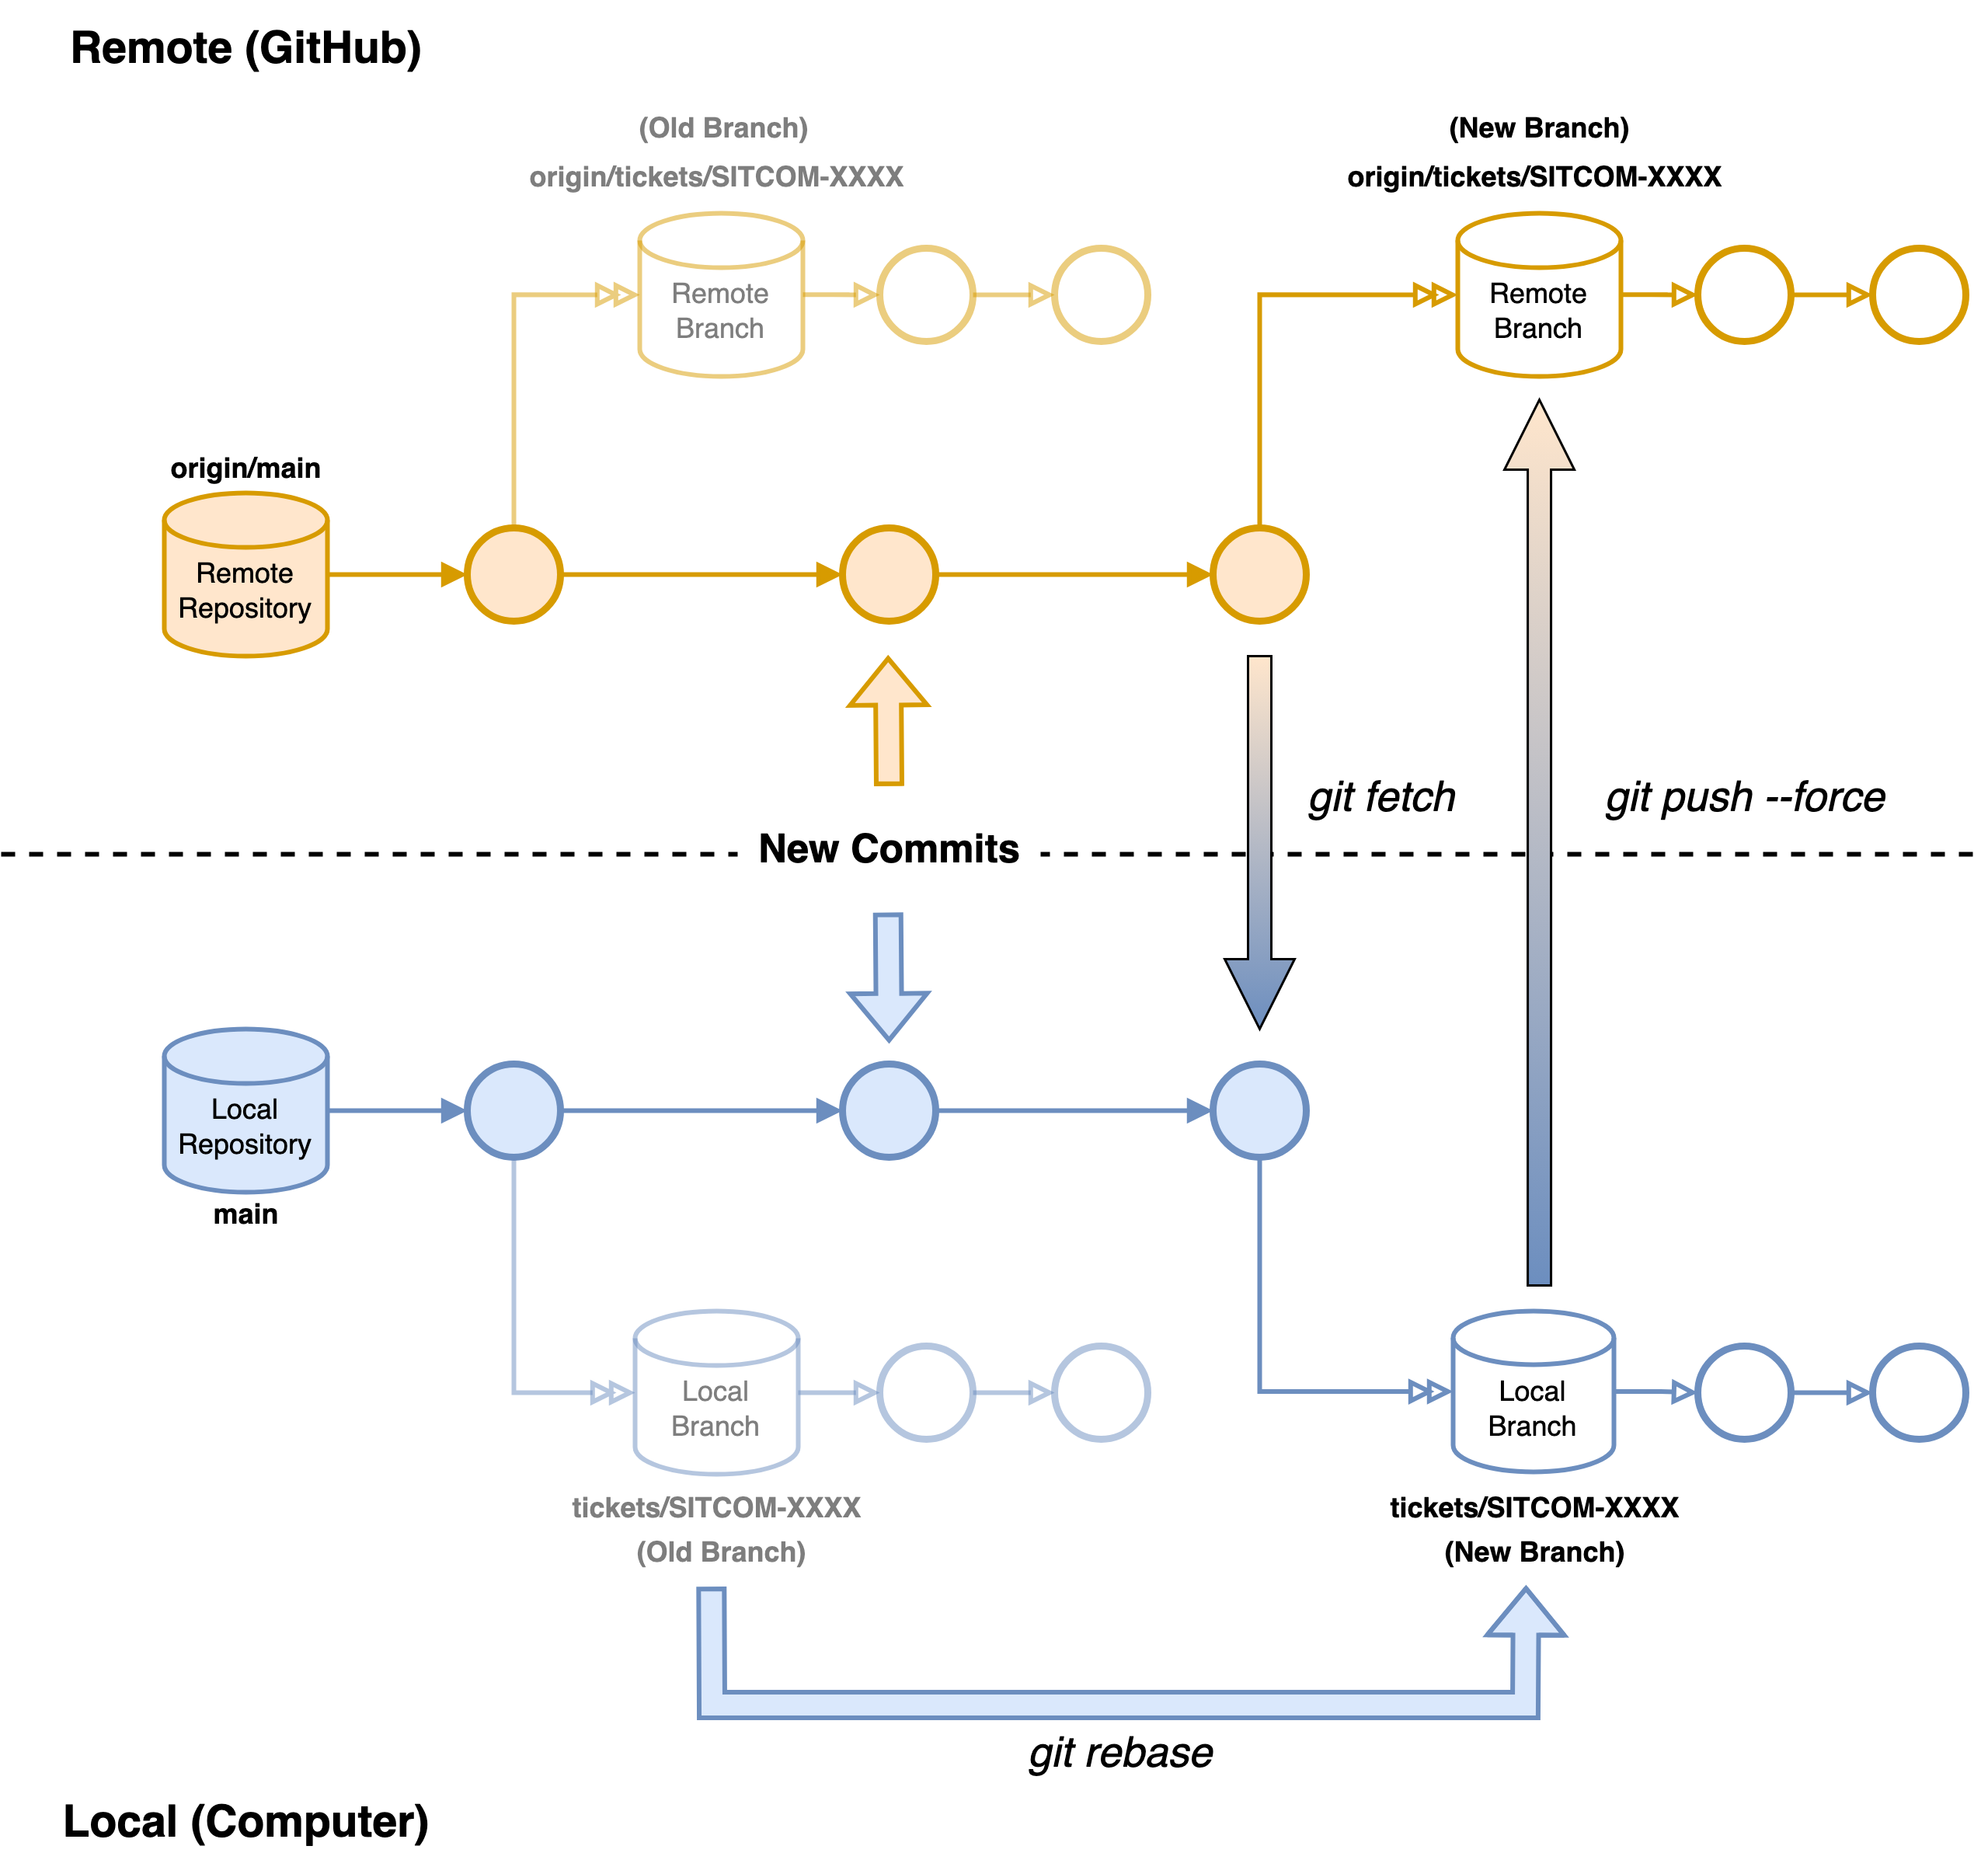 Remote (GitHub)
(Old Branch)
origin/tickets/SITCOM-XXXX
(New Branch)
origin/tickets/SITCOM-XXXX
Remote
Branch
Remote
Branch
origin/main
Remote
Repository
git fetch
git push --force
New Commits
Local
Repository
main
Local
Branch
Local
Branch
tickets/SITCOM-XXXX
(Old Branch)
tickets/SITCOM-XXXX
(New Branch)
git rebase
Local (Computer)